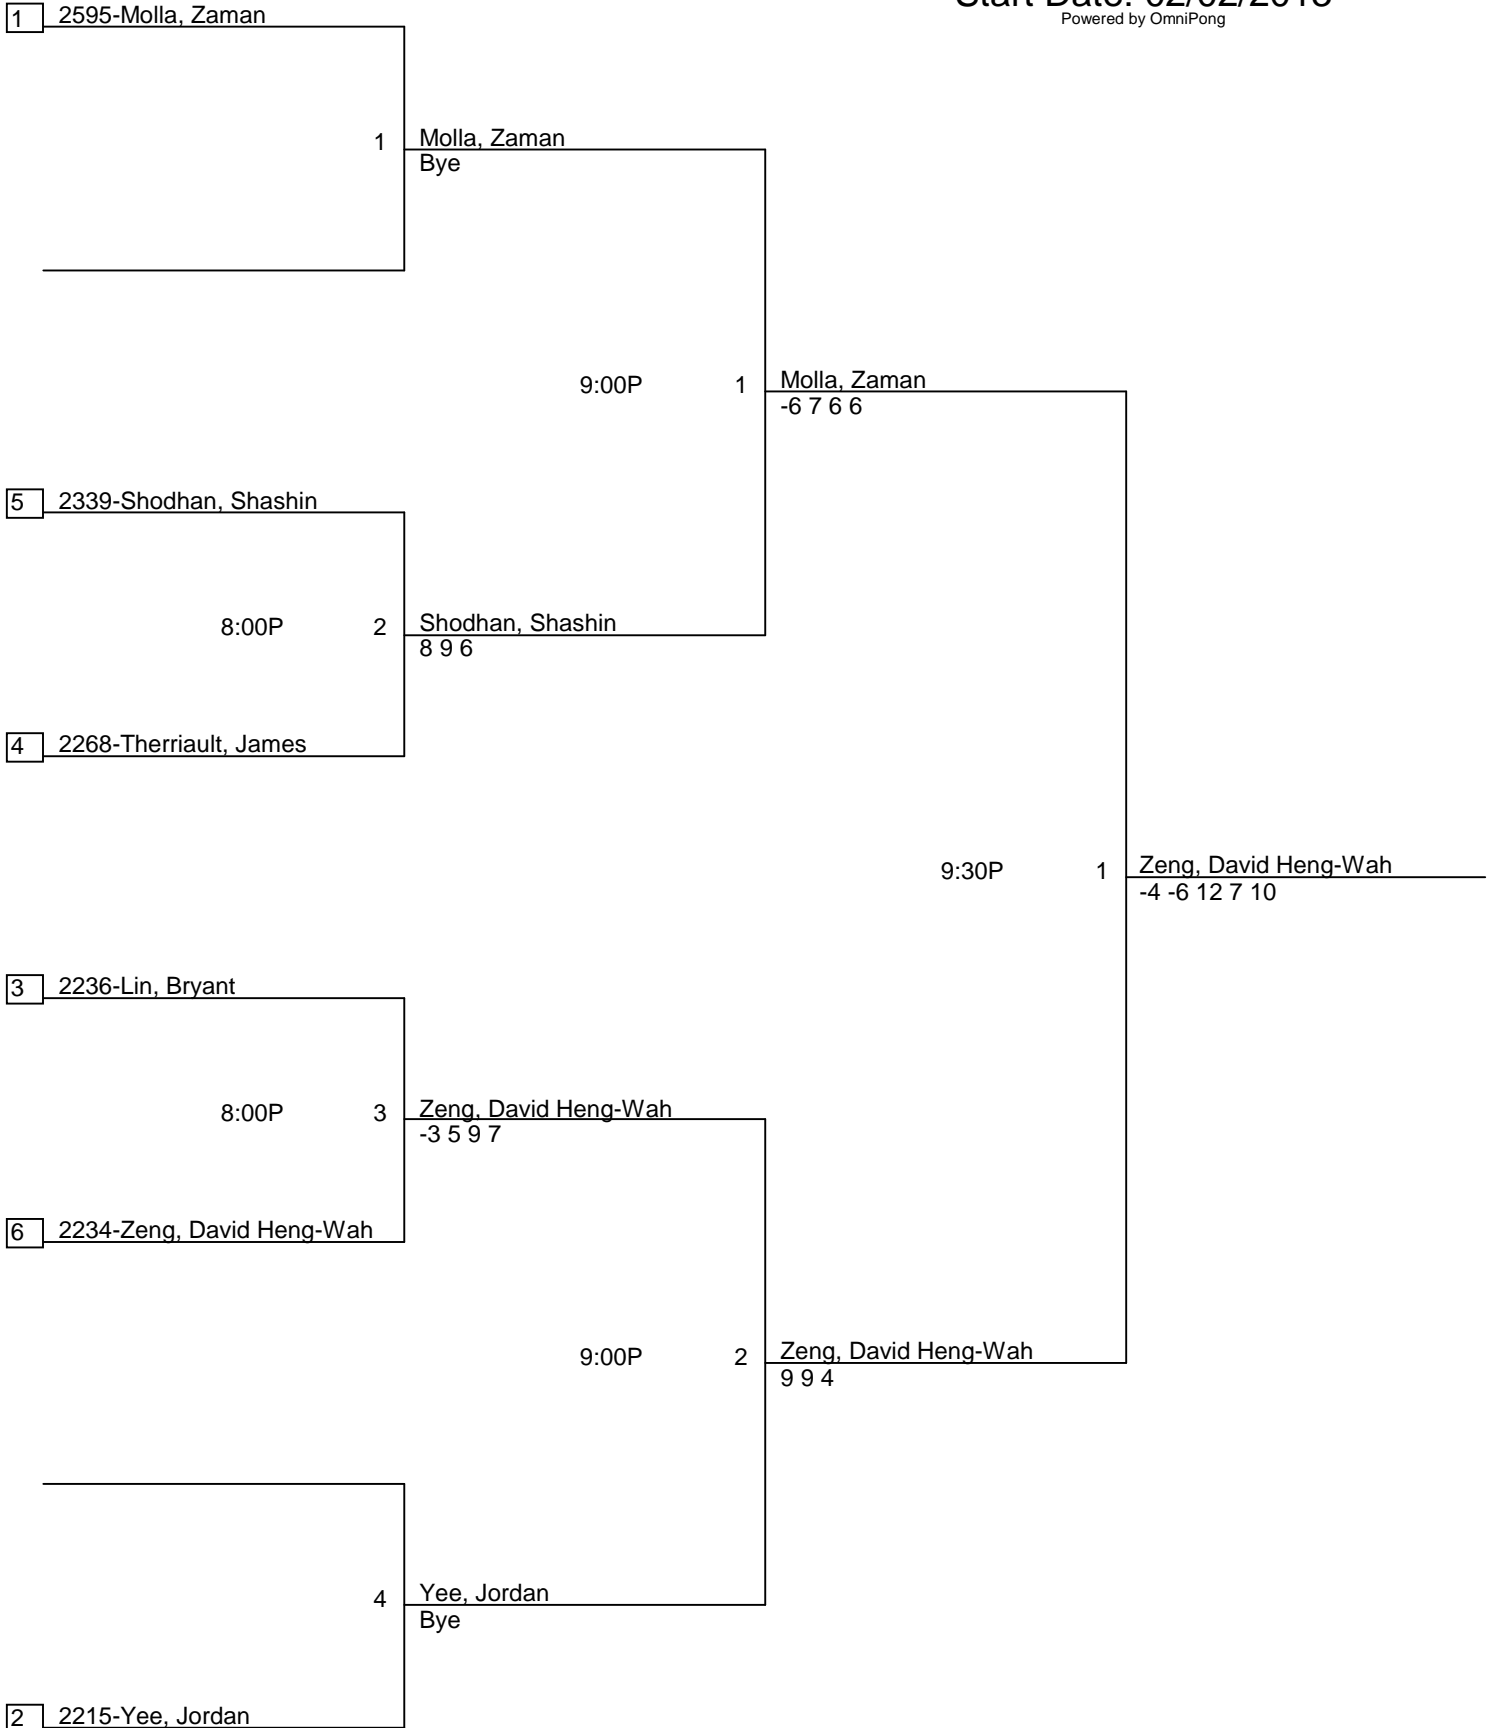 Powered by OmniPong
1 2595-Molla, Zaman
1 Molla, Zaman
Bye
9:00P 1 Molla, Zaman
-6 7 6 6
5 2339-Shodhan, Shashin
8:00P 2 Shodhan, Shashin
8 9 6
4 2268-Therriault, James
9:30P 1 Zeng, David Heng-Wah
-4 -6 12 7 10
3 2236-Lin, Bryant
8:00P 3 Zeng, David Heng-Wah
-3 5 9 7
6 2234-Zeng, David Heng-Wah
9:00P 2 Zeng, David Heng-Wah
9 9 4
4 Yee, Jordan
Bye
2 2215-Yee, Jordan